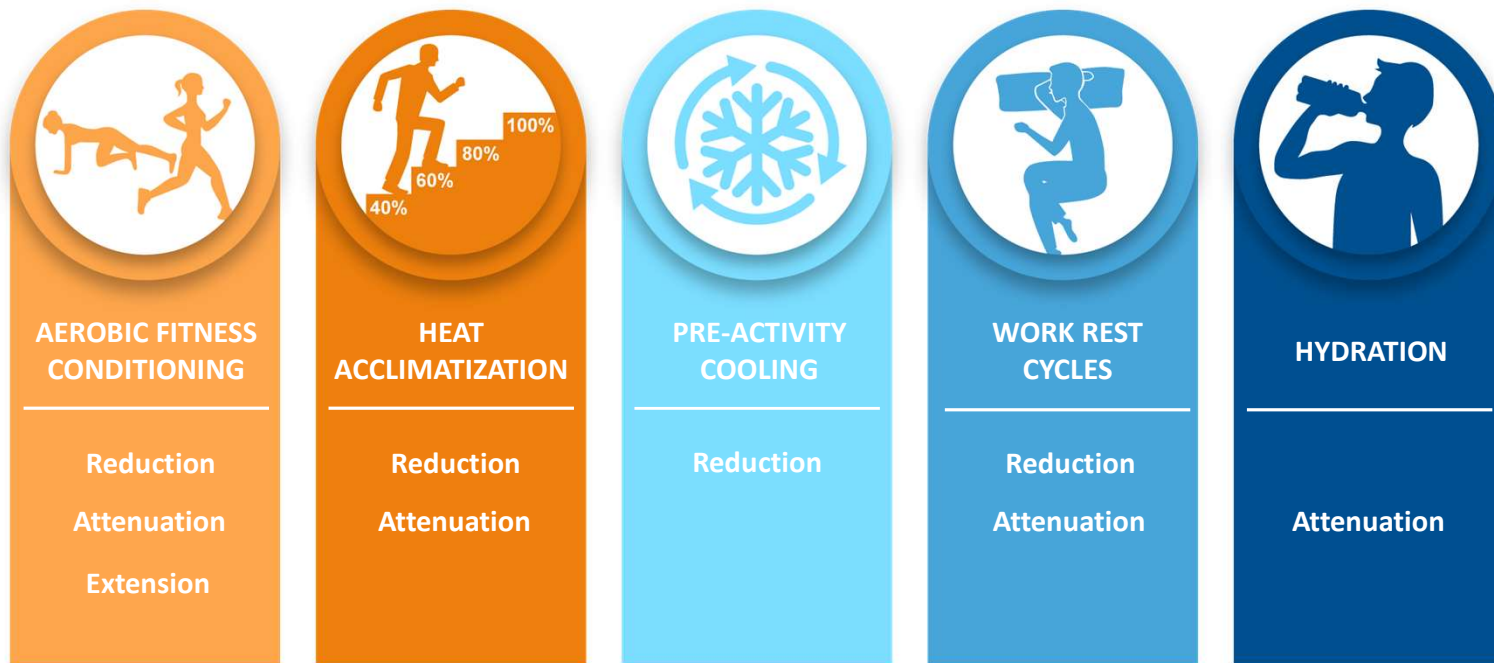 40%
60%
80%
100%
AEROBIC FITNESS
CONDITIONING
Reduction
Attenuation
Extension
HEAT
ACCLIMATIZATION
Reduction
Attenuation
PRE-ACTIVITY
COOLING
Reduction
WORK REST
CYCLES
Reduction
Attenuation
HYDRATION
Attenuation